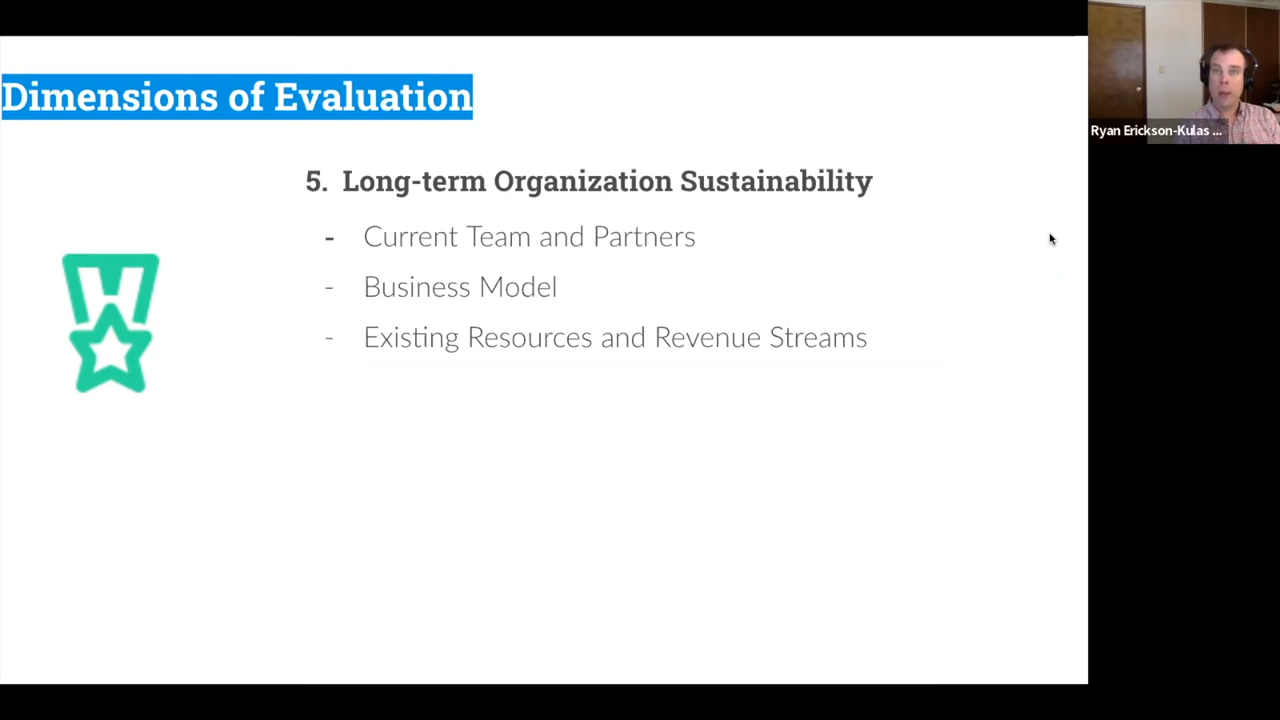 Dimensions of Evaluation
5. Long-term Organization Sustainability
- Current Team and Partners
- Business Model
- Existing Resources and Revenue Streams
Ryan Erickson-Kulas ...